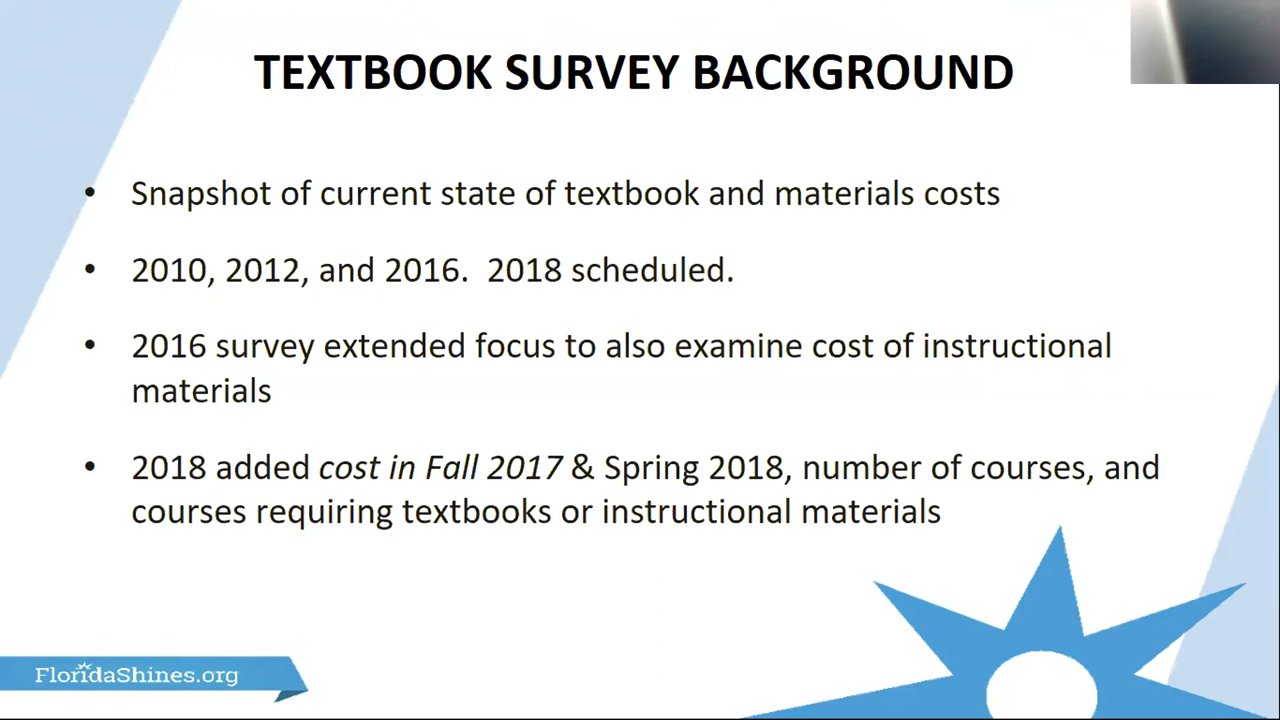 TEXTBOOK SURVEY BACKGROUND
• Snapshot of current state of textbook and materials costs
• 2010, 2012, and 2016.  2018 scheduled.
• 2016 survey extended focus to also examine cost of instructional
materials
• 2018 added cost in Fall 2017 & Spring 2018, number of courses, and
courses requiring textbooks or instructional materials
FloridaShines.org